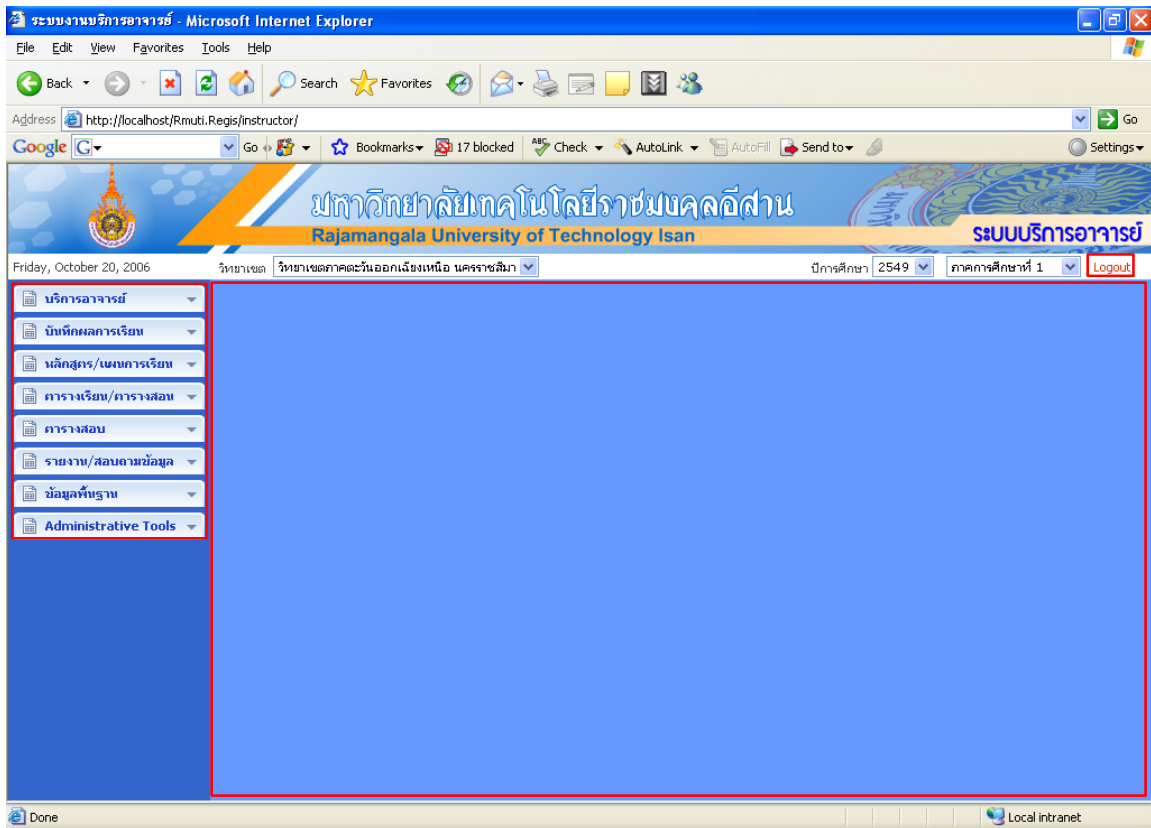 ระบบงานบริการอาจารย์ - Microsoft Internet Explorer
File Edit View Favorites Tools Help
Back Search Favorites
Address http://localhost/Rmuti.Regis/instructor/ Go
Google G Go Bookmarks 17 blocked ABC Check AutoLink AutoFill Send to Settings
มหาวิทยาลัยเทคโนโลยีราชมงคลอีสาน
Rajamangala University of Technology Isan
ระบบบริการอาจารย์
Friday, October 20, 2006 วิทยาเขต วิทยาเขตภาคตะวันออกเฉียงเหนือ นครราชสีมา ปีการศึกษา 2549 ภาคการศึกษาที่ 1 Logout
บริการอาจารย์
บันทึกผลการเรียน
หลักสูตร/แผนการเรียน
ตารางเรียน/ตารางสอน
ตารางสอบ
รายงาน/สอบถามข้อมูล
ข้อมูลพื้นฐาน
Administrative Tools
Done Local intranet